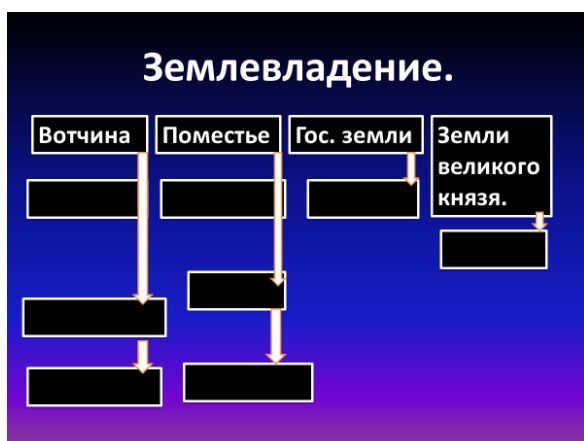 Землевладение.
Вотчина
Поместье
Гос. земли
Земли
великого
князя.